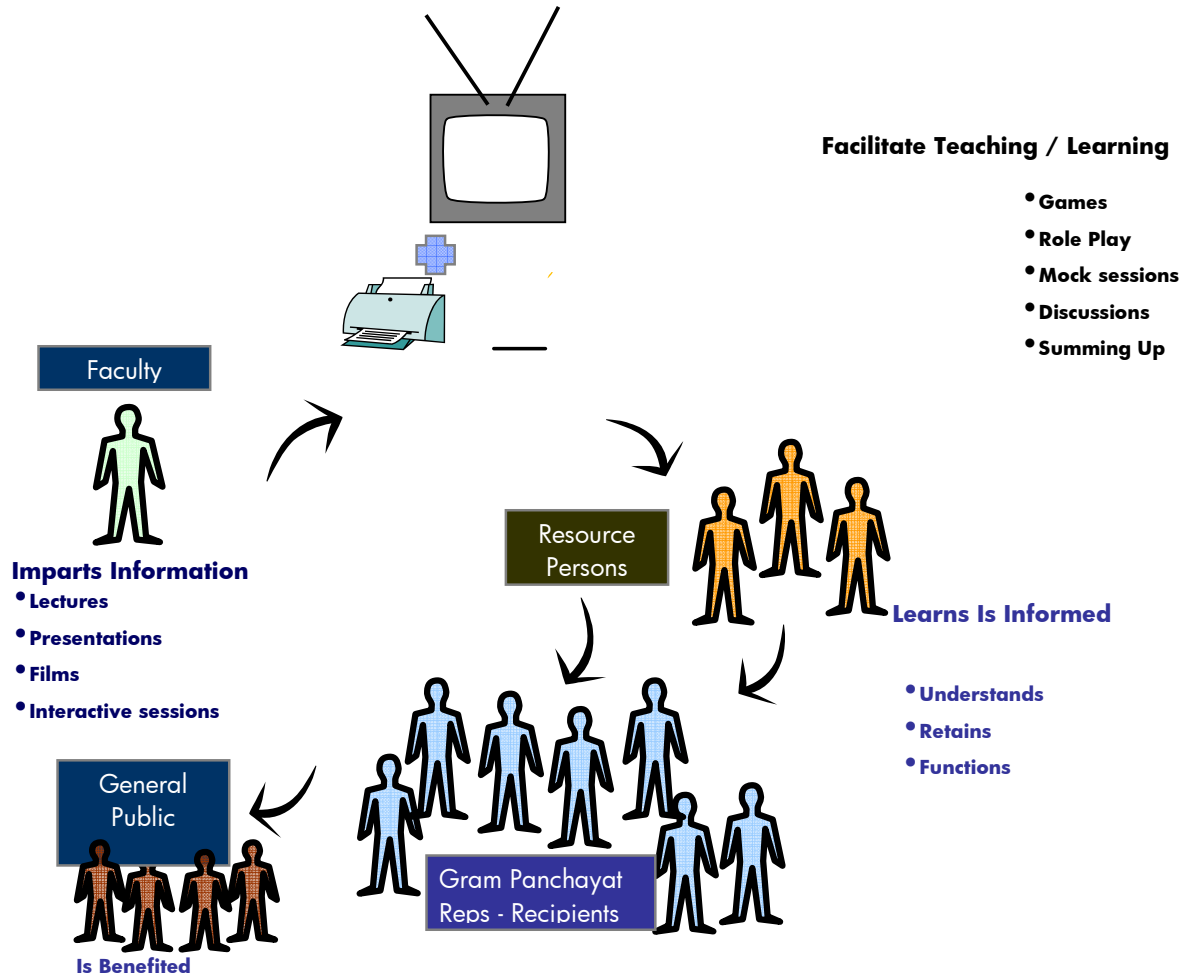 Facilitate Teaching / Learning
• Games
• Role Play
• Mock sessions
• Discussions
• Summing Up
Faculty
Imparts Information
• Lectures
• Presentations
• Films
• Interactive sessions
Resource
Persons
Learns Is Informed
• Understands
• Retains
• Functions
General
Public
Is Benefited
Gram Panchayat
Reps - Recipients